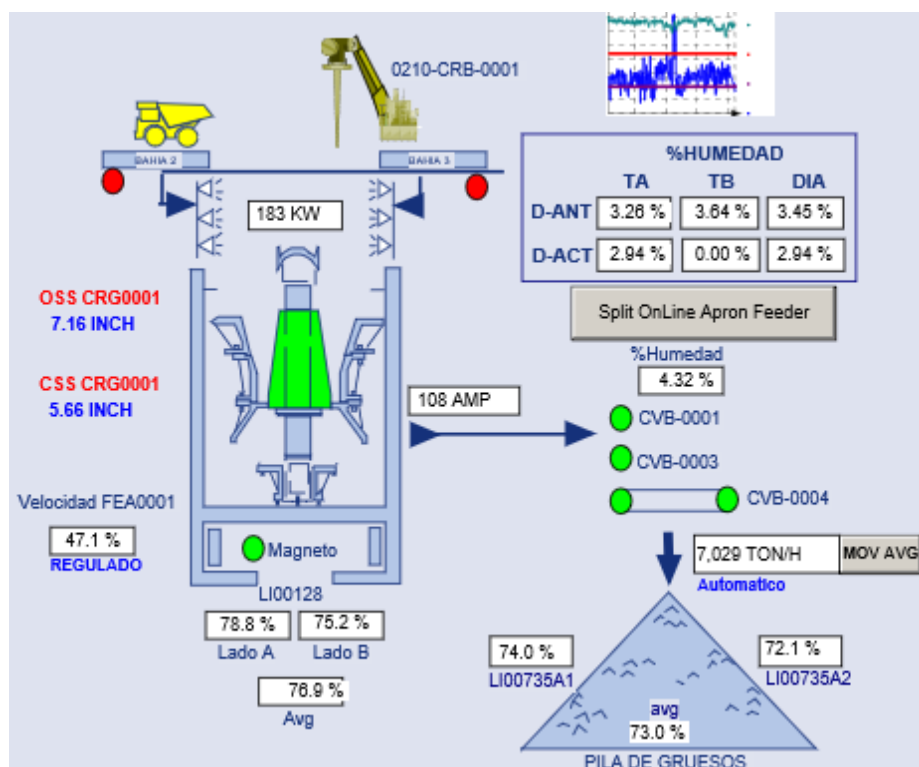 0210-CRB-0001
BAHIA 2
BAHIA 3
183 KW
%HUMEDAD
TA TB DIA
D-ANT 3.26 % 3.64 % 3.45 %
D-ACT 2.94 % 0.00 % 2.94 %
OSS CRG0001
7.16 INCH
Split OnLine Apron Feeder
%Humedad
4.32 %
CSS CRG0001
5.66 INCH
108 AMP
CVB-0001
CVB-0003
CVB-0004
Velocidad FEA0001
47.1 %
REGULADO
Magneto
LI00128
78.8 % 75.2 %
Lado A Lado B
76.9 %
Avg
7,029 TON/H MOV AVG
Automatico
74.0 %
LI00735A1
72.1 %
LI00735A2
avg
73.0 %
PILA DE GRUESOS